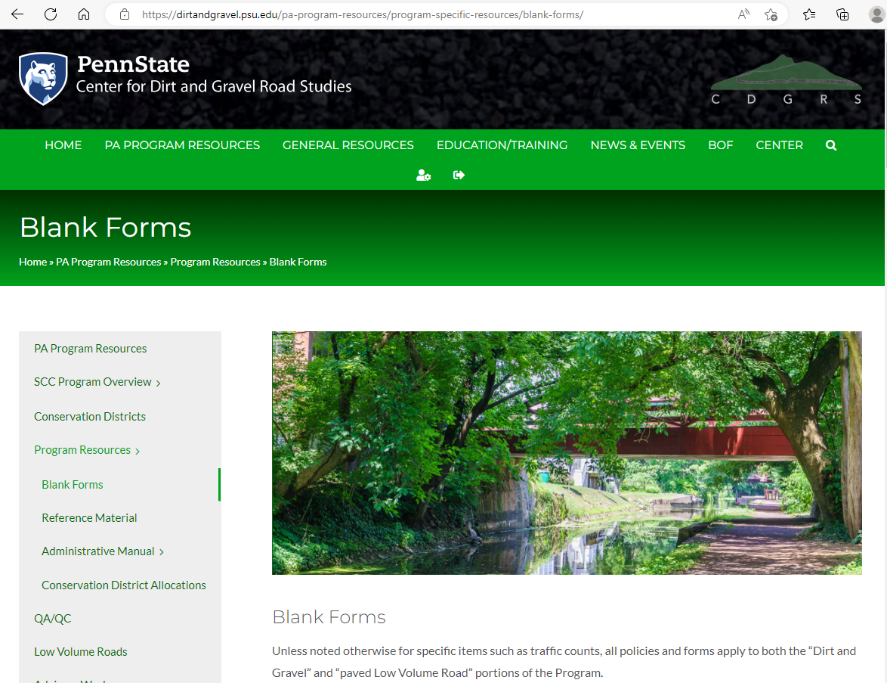 https://dirtandgravel.psu.edu/pa-program-resources/program-specific-resources/blank-forms/
PennState
Center for Dirt and Gravel Road Studies
C D G R S
HOME PA PROGRAM RESOURCES GENERAL RESOURCES EDUCATION/TRAINING NEWS & EVENTS BOF CENTER
Blank Forms
Home » PA Program Resources » Program Resources » Blank Forms
PA Program Resources
SCC Program Overview ›
Conservation Districts
Program Resources ›
Blank Forms
Reference Material
Administrative Manual ›
Conservation District Allocations
QA/QC
Low Volume Roads
Blank Forms
Unless noted otherwise for specific items such as traffic counts, all policies and forms apply to both the “Dirt and
Gravel” and “paved Low Volume Road” portions of the Program.